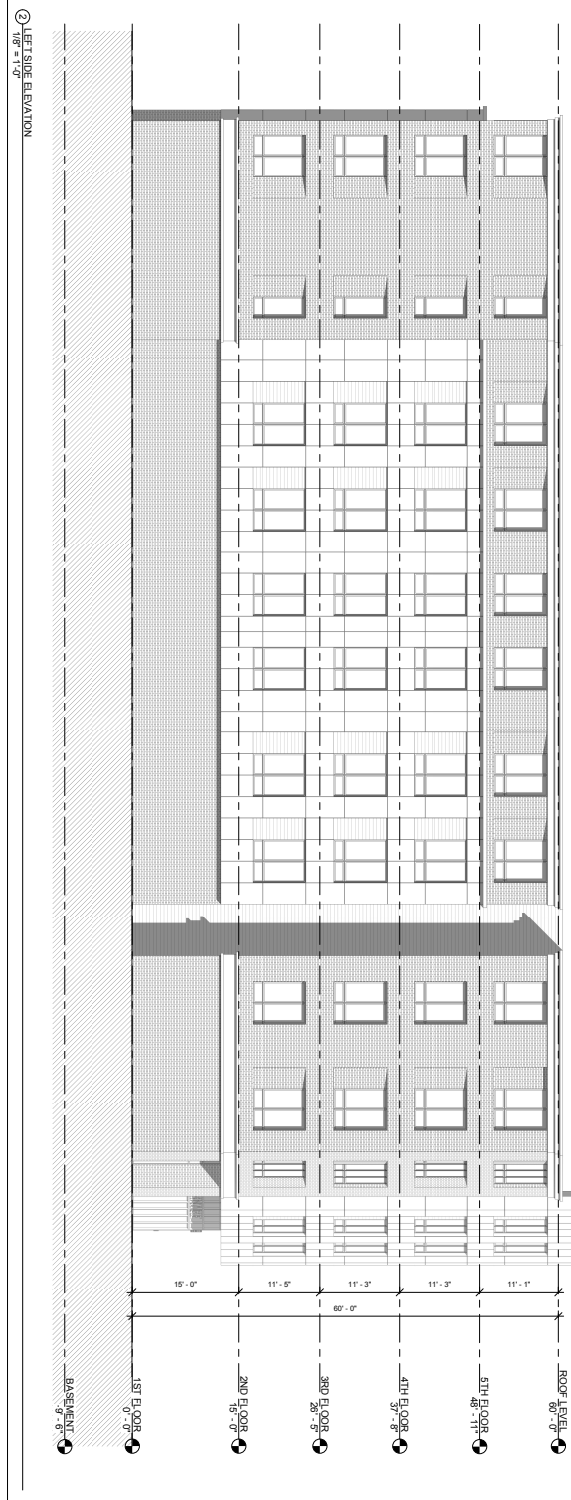 2
LEFT SIDE ELEVATION
1/8" = 1'-0"
ROOF LEVEL
60' - 0"
5TH FLOOR
48' - 11"
4TH FLOOR
37' - 8"
3RD FLOOR
26' - 5"
2ND FLOOR
15' - 0"
1ST FLOOR
0' - 0"
BASEMENT
-9' - 6"
11' - 1"
11' - 3"
11' - 3"
11' - 5"
15' - 0"
60' - 0"